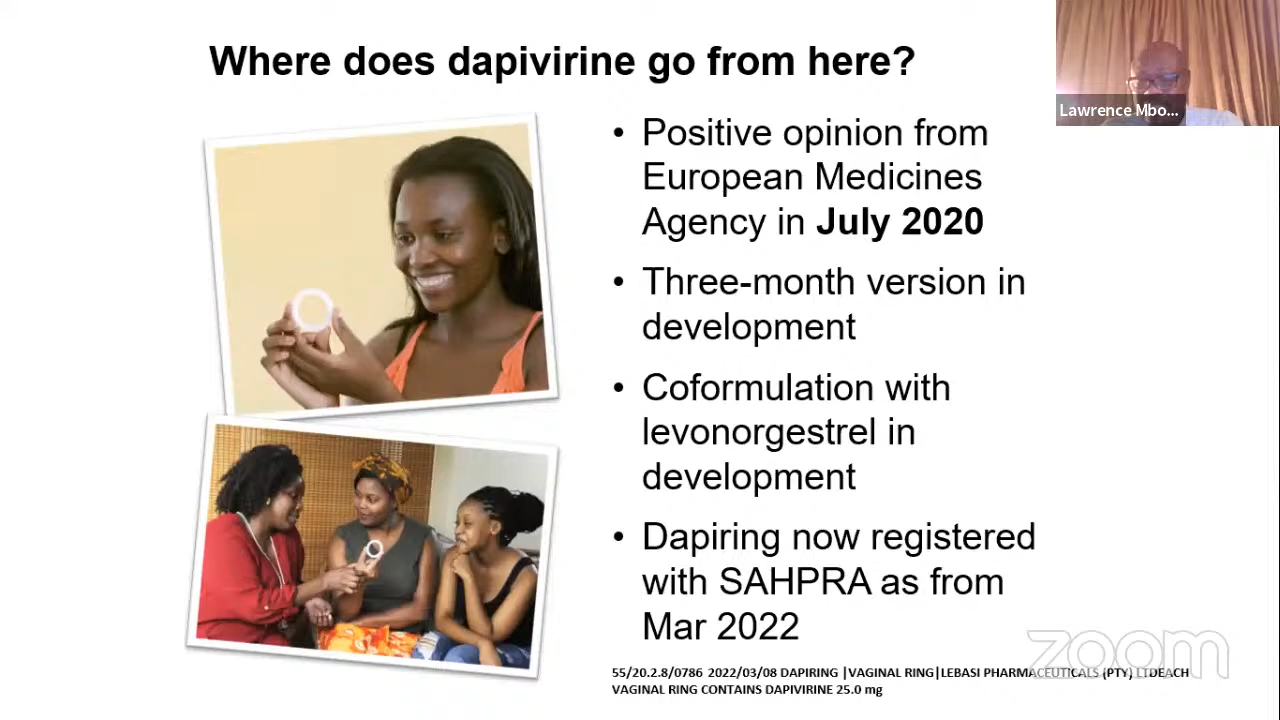 Where does dapivirine go from here?
Lawrence Mbo...
• Positive opinion from
European Medicines
Agency in July 2020
• Three-month version in
development
• Coformulation with
levonorgestrel in
development
• Dapiring now registered
with SAHPRA as from
Mar 2022
zoom
55/20.2.8/0786 2022/03/08 DAPIRING |VAGINAL RING|LEBASI PHARMACEUTICALS (PTY) LTDEACH
VAGINAL RING CONTAINS DAPIVIRINE 25.0 mg